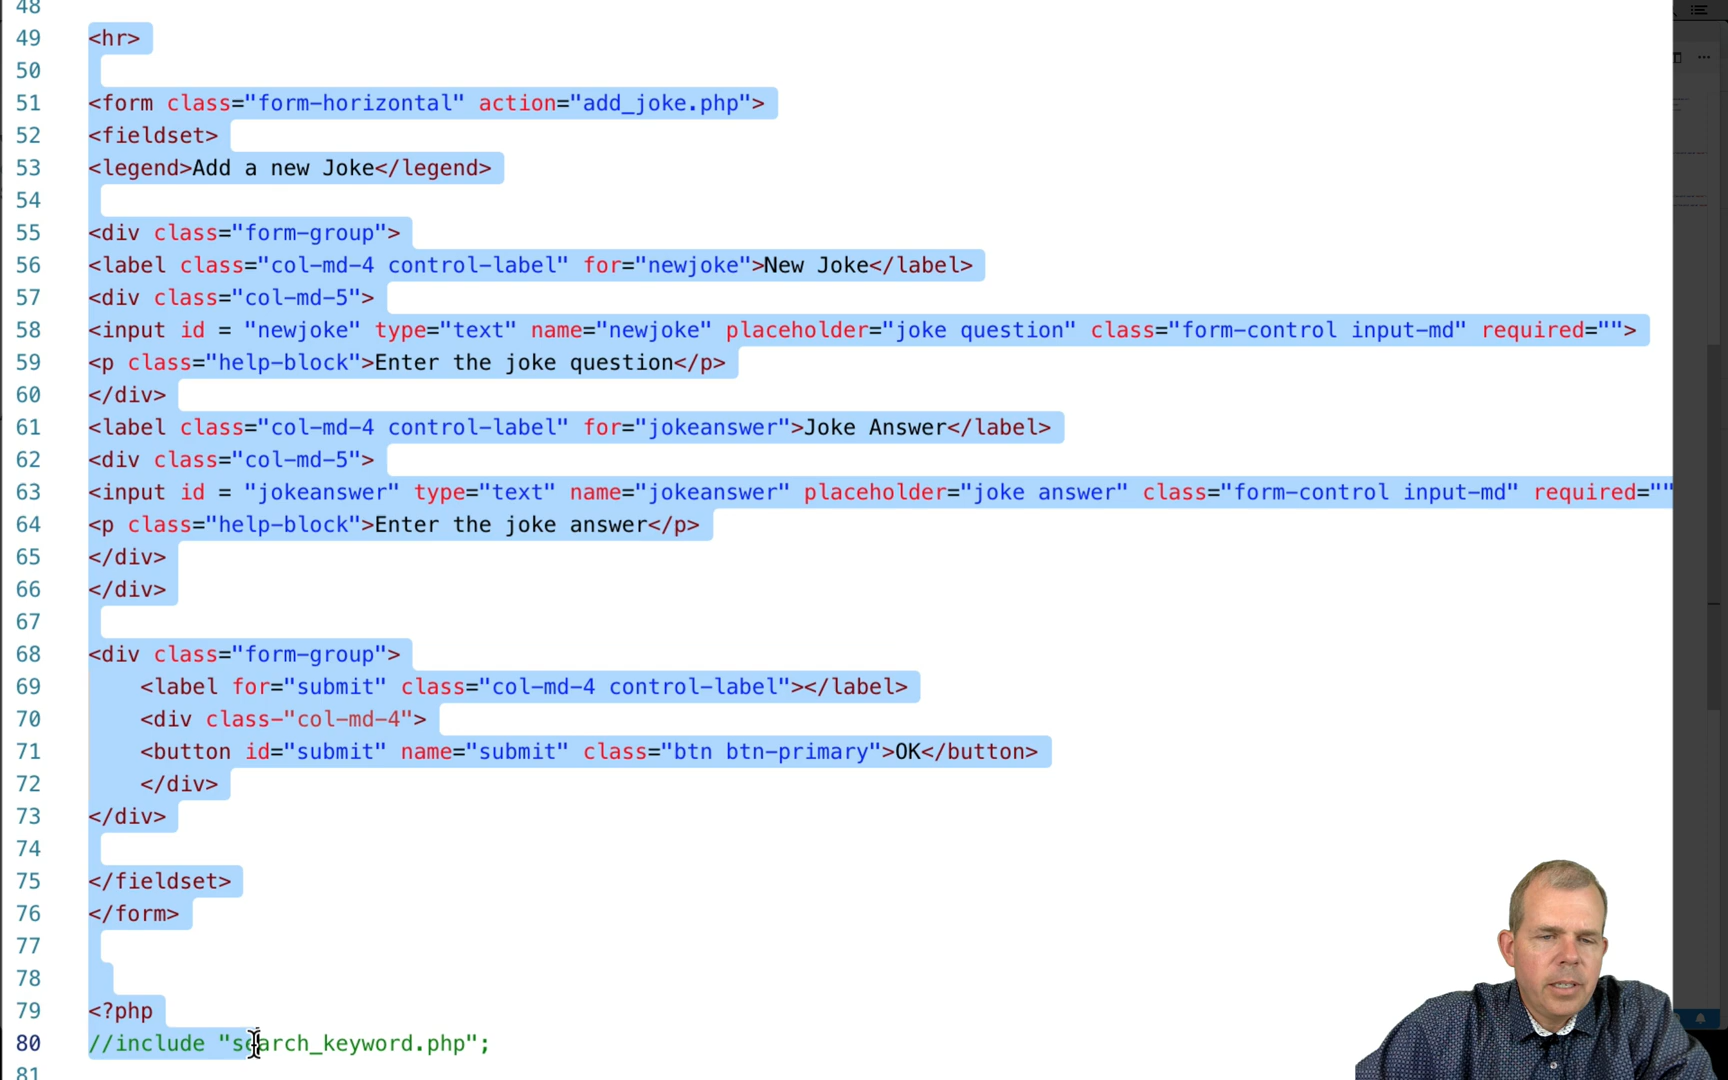 48
49 <hr>
50
51 <form class="form-horizontal" action="add_joke.php">
52 <fieldset>
53 <legend>Add a new Joke</legend>
54
55 <div class="form-group">
56 <label class="col-md-4 control-label" for="newjoke">New Joke</label>
57 <div class="col-md-5">
58 <input id = "newjoke" type="text" name="newjoke" placeholder="joke question" class="form-control input-md" required="">
59 <p class="help-block">Enter the joke question</p>
60 </div>
61 <label class="col-md-4 control-label" for="jokeanswer">Joke Answer</label>
62 <div class="col-md-5">
63 <input id = "jokeanswer" type="text" name="jokeanswer" placeholder="joke answer" class="form-control input-md" required=""
64 <p class="help-block">Enter the joke answer</p>
65 </div>
66 </div>
67
68 <div class="form-group">
69     <label for="submit" class="col-md-4 control-label"></label>
70     <div class-"col-md-4">
71     <button id="submit" name="submit" class="btn btn-primary">OK</button>
72     </div>
73 </div>
74
75 </fieldset>
76 </form>
77
78
79 <?php
80 //include "search_keyword.php";
81